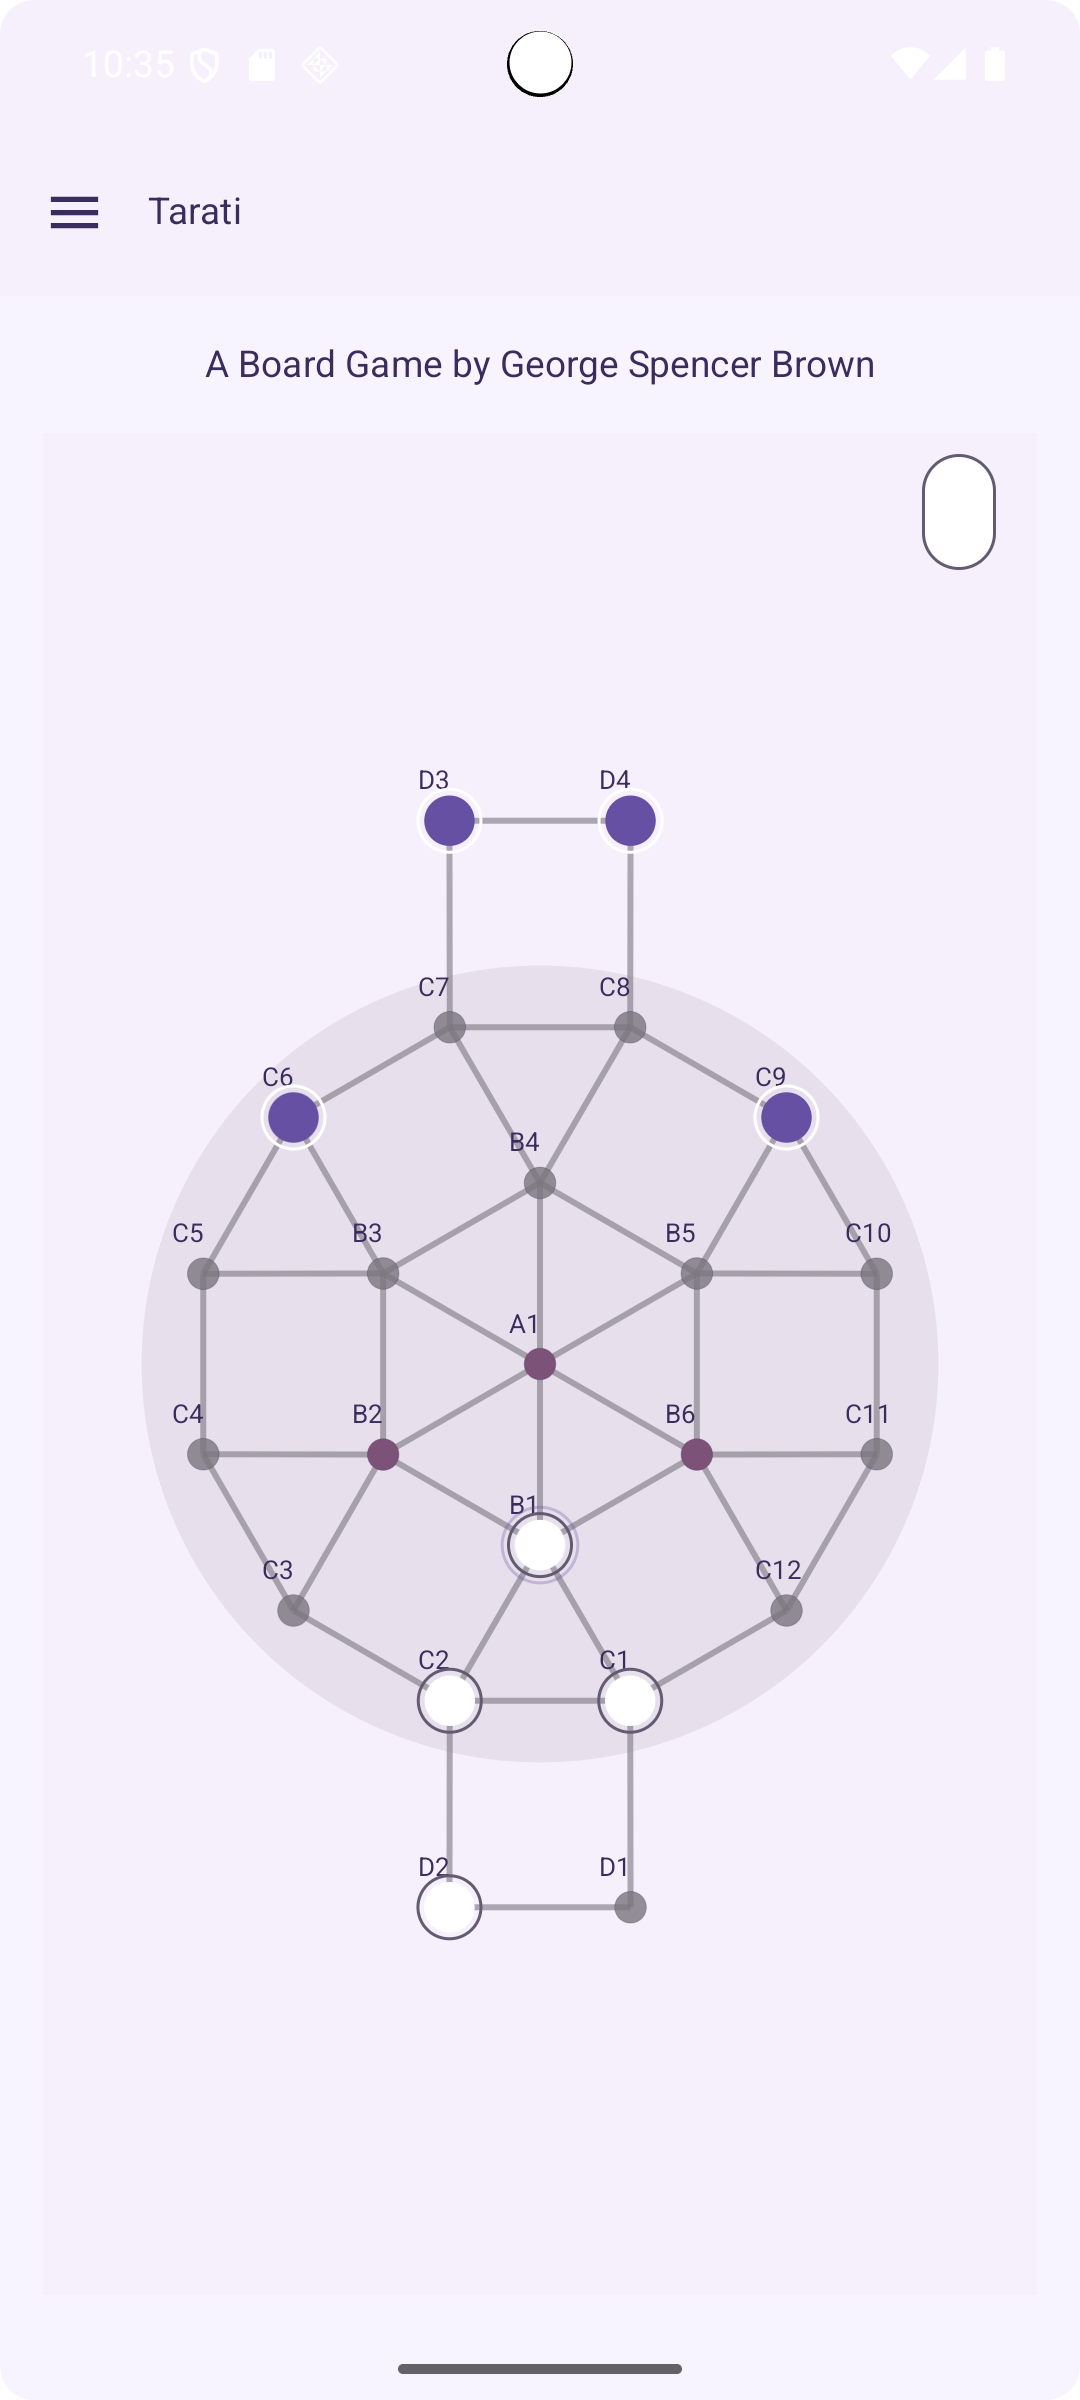 10:35
Tarati
A Board Game by George Spencer Brown
D3 D4
C7 C8
C6 C9
B4
C5 B3 B5 C10
A1
C4 B2 B6 C11
B1
C3 C12
C2 C1
D2 D1